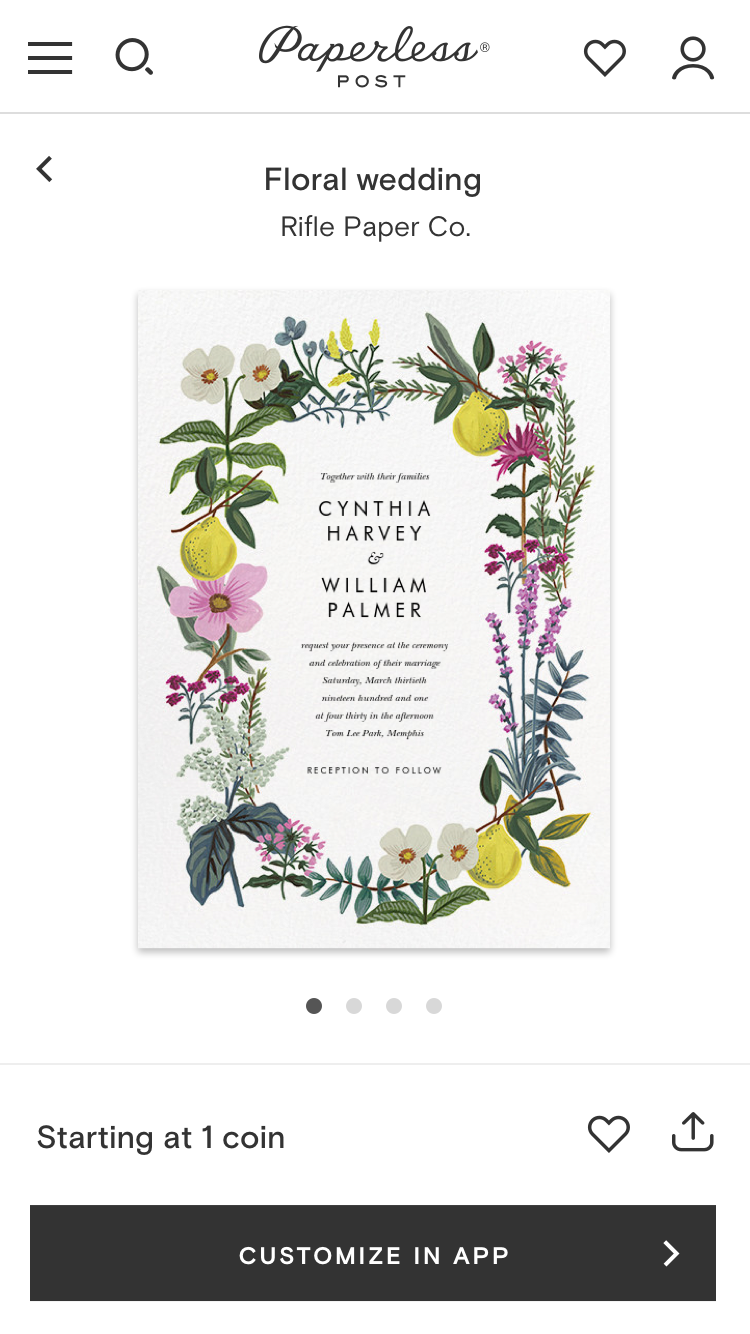 Paperless®
POST
Floral wedding
Rifle Paper Co.
Together with their families
CYNTHIA
HARVEY
&
WILLIAM
PALMER
request your presence at the ceremony
and celebration of their marriage
Saturday, March thirtieth
nineteen hundred and one
at four thirty in the afternoon
Tom Lee Park, Memphis
RECEPTION TO FOLLOW
Starting at 1 coin
CUSTOMIZE IN APP